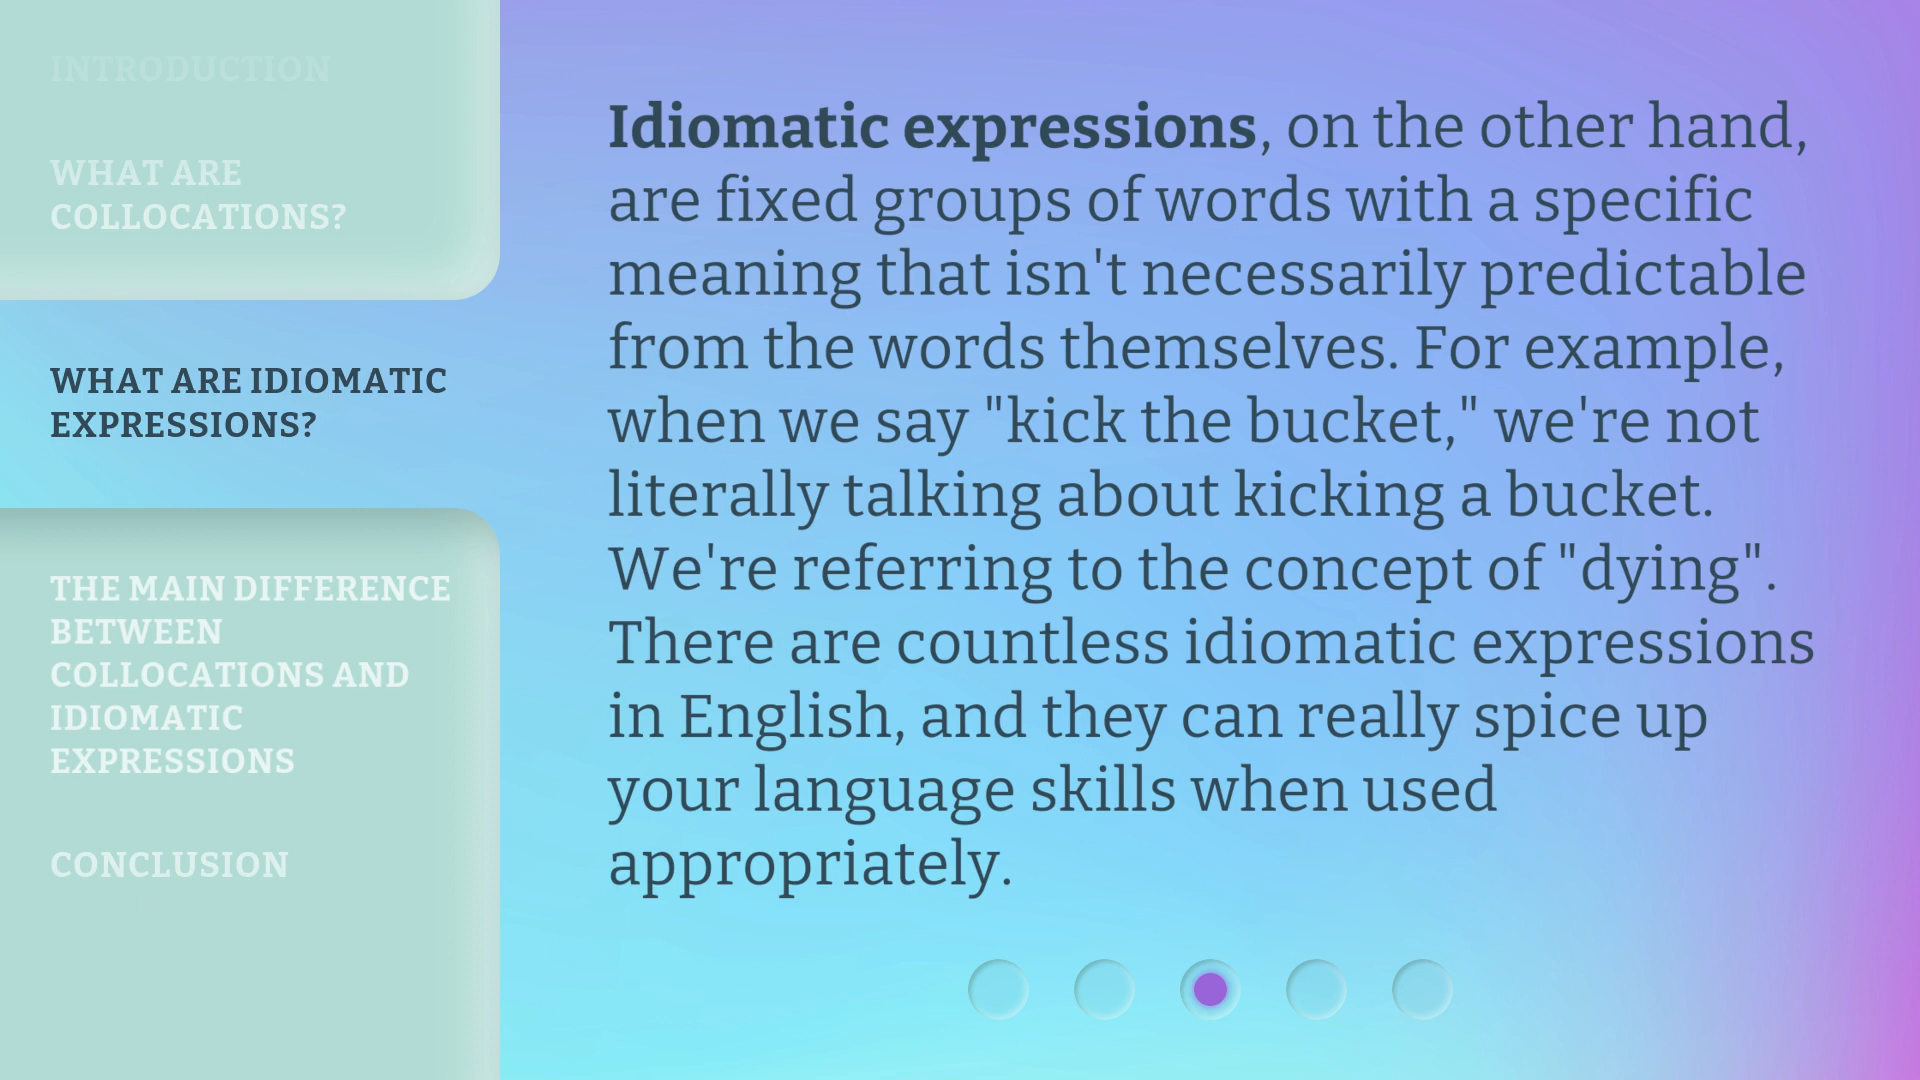 INTRODUCTION
WHAT ARE
COLLOCATIONS?
WHAT ARE IDIOMATIC
EXPRESSIONS?
THE MAIN DIFFERENCE
BETWEEN
COLLOCATIONS AND
IDIOMATIC
EXPRESSIONS
CONCLUSION
Idiomatic expressions, on the other hand,
are fixed groups of words with a specific
meaning that isn't necessarily predictable
from the words themselves. For example,
when we say "kick the bucket," we're not
literally talking about kicking a bucket.
We're referring to the concept of "dying".
There are countless idiomatic expressions
in English, and they can really spice up
your language skills when used
appropriately.